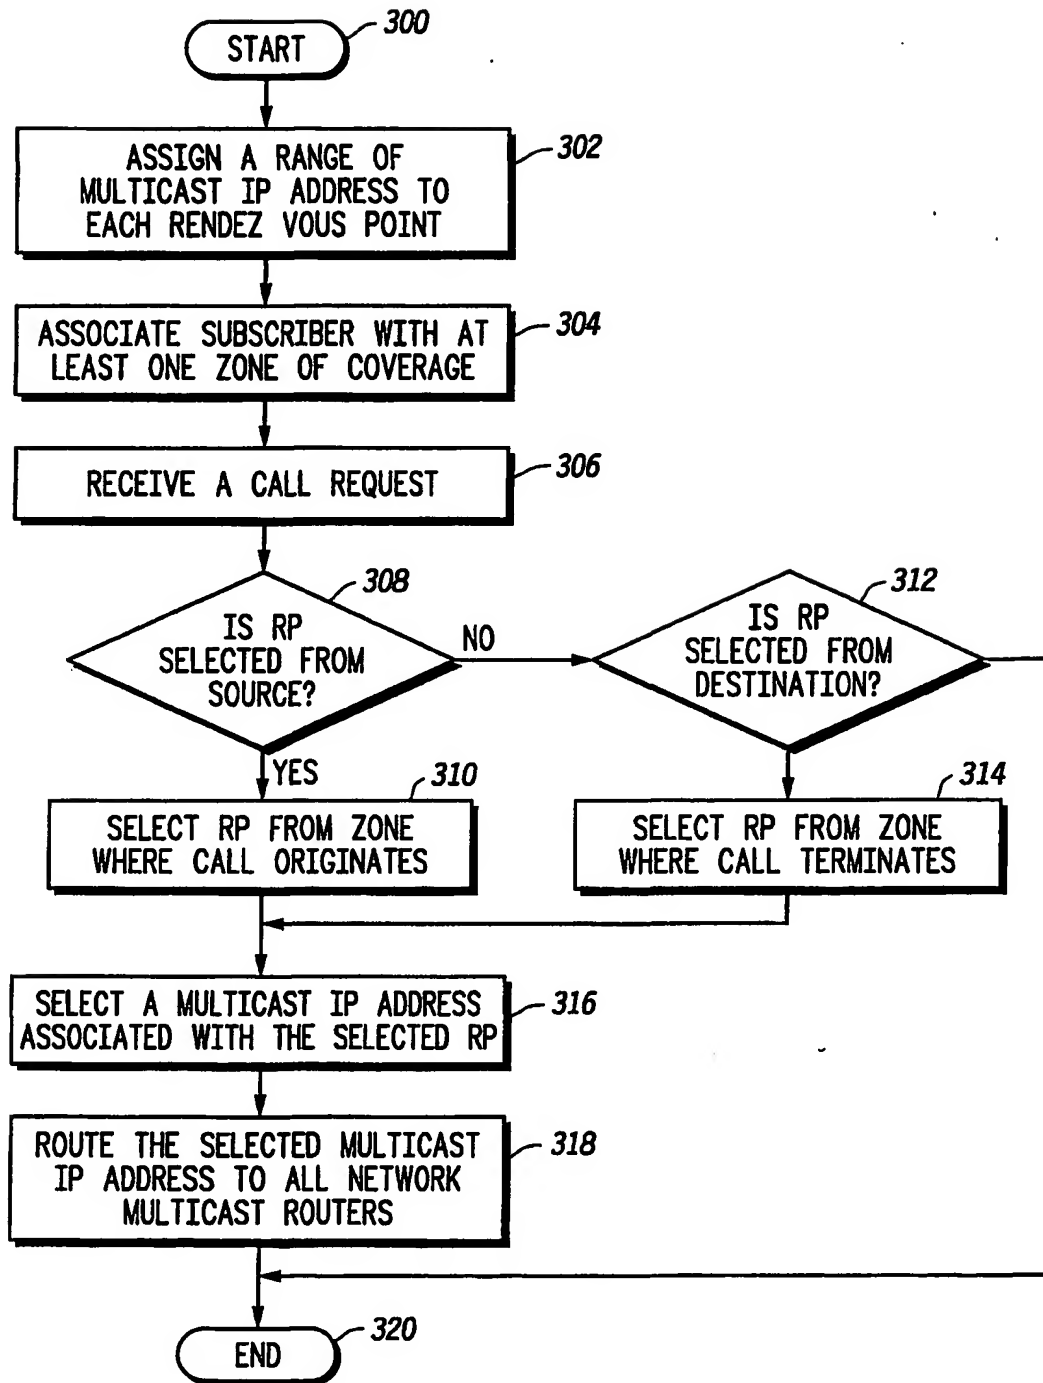 300
START
302
ASSIGN A RANGE OF
MULTICAST IP ADDRESS TO
EACH RENDEZ VOUS POINT
304
ASSOCIATE SUBSCRIBER WITH AT
LEAST ONE ZONE OF COVERAGE
306
RECEIVE A CALL REQUEST
308
IS RP
SELECTED FROM
SOURCE?
NO
312
IS RP
SELECTED FROM
DESTINATION?
YES
310
SELECT RP FROM ZONE
WHERE CALL ORIGINATES
314
SELECT RP FROM ZONE
WHERE CALL TERMINATES
316
SELECT A MULTICAST IP ADDRESS
ASSOCIATED WITH THE SELECTED RP
318
ROUTE THE SELECTED MULTICAST
IP ADDRESS TO ALL NETWORK
MULTICAST ROUTERS
320
END